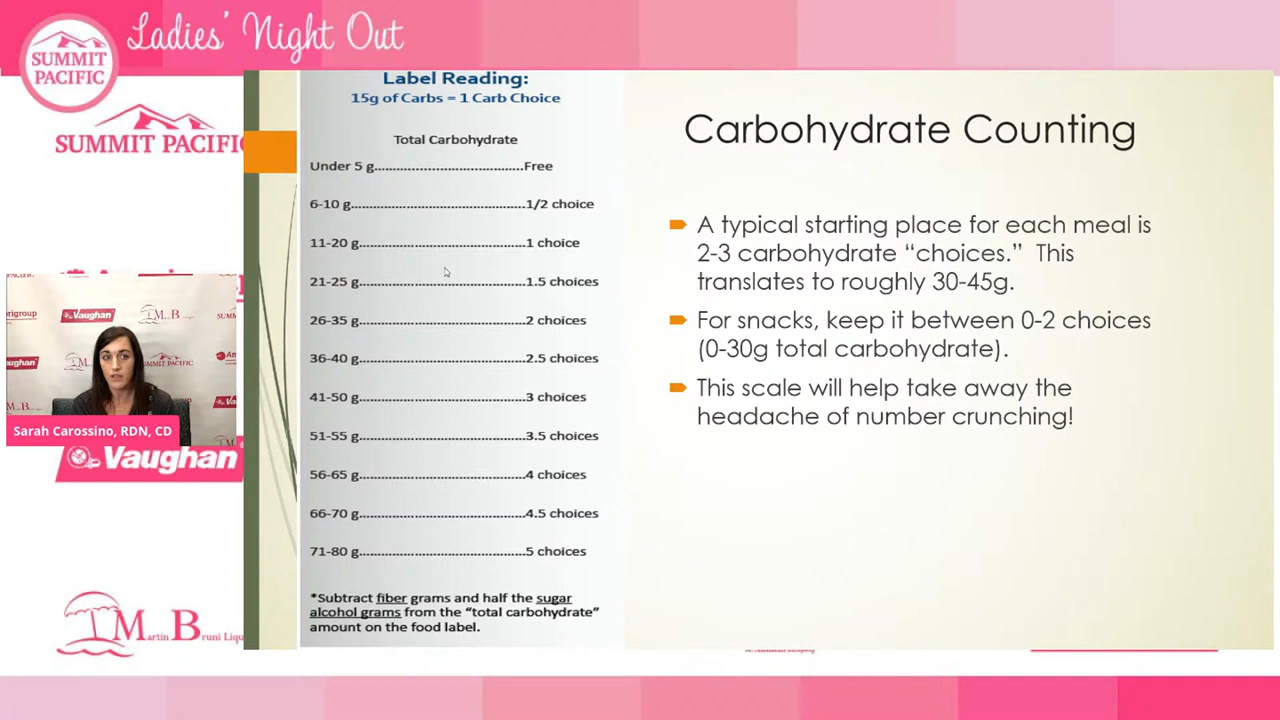 Ladies' Night Out
SUMMIT
PACIFIC
SUMMIT PACIFIC
Label Reading:
15g of Carbs = 1 Carb Choice
Total Carbohydrate
Under 5 g..............................................Free
6-10 g....................................................1/2 choice
11-20 g..................................................1 choice
21-25 g..................................................1.5 choices
26-35 g..................................................2 choices
36-40 g..................................................2.5 choices
41-50 g..................................................3 choices
51-55 g..................................................3.5 choices
56-65 g..................................................4 choices
66-70 g..................................................4.5 choices
71-80 g..................................................5 choices
*Subtract fiber grams and half the sugar
alcohol grams from the "total carbohydrate"
amount on the food label.
Carbohydrate Counting
A typical starting place for each meal is
2-3 carbohydrate “choices.” This
translates to roughly 30-45g.
For snacks, keep it between 0-2 choices
(0-30g total carbohydrate).
This scale will help take away the
headache of number crunching!
Vaughan
SUMMIT PACIFIC
Sarah Carossino, RDN, CD
Vaughan
Martin Bruni Liqu